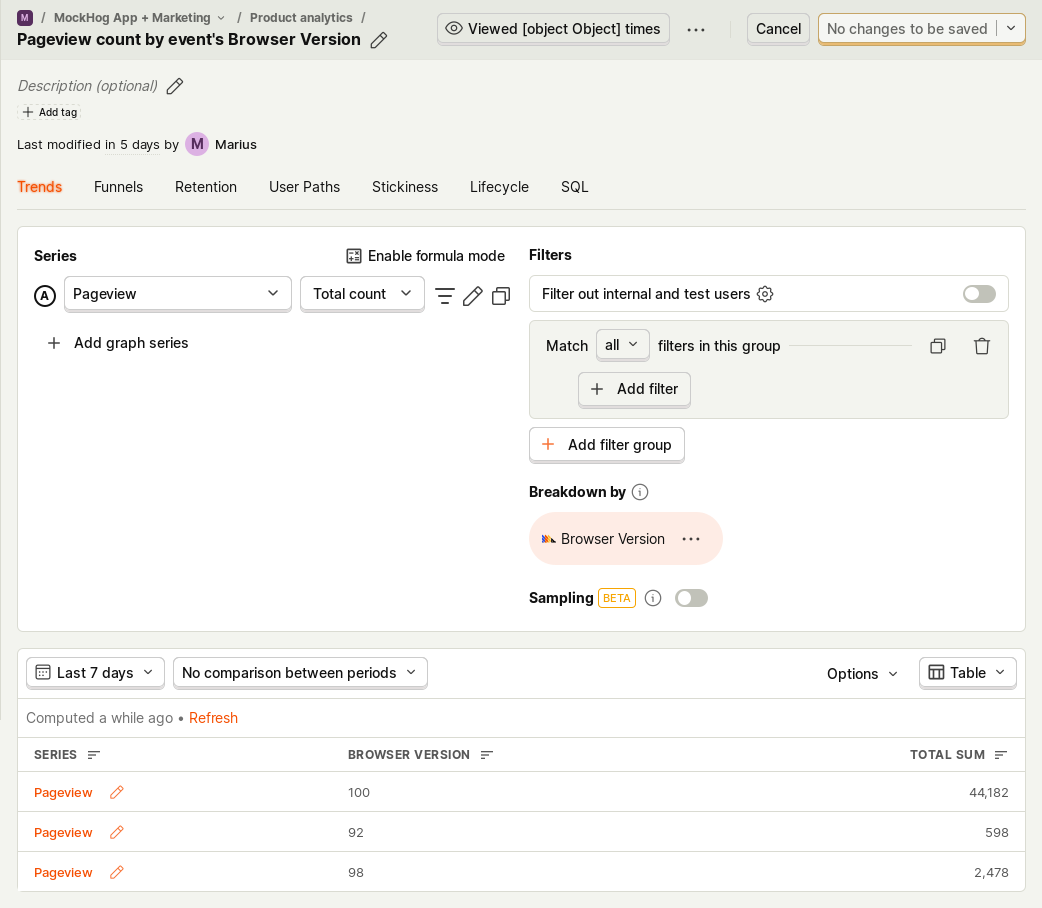 M / MockHog App + Marketing / Product analytics /
Pageview count by event's Browser Version
Viewed [object Object] times
Cancel
No changes to be saved
Description (optional)
Add tag
Last modified in 5 days by M Marius
Trends Funnels Retention User Paths Stickiness Lifecycle SQL
Series
Enable formula mode
A Pageview Total count
Add graph series
Filters
Filter out internal and test users
Match all filters in this group
Add filter
Add filter group
Breakdown by
Browser Version
Sampling BETA
Last 7 days No comparison between periods Options Table
Computed a while ago • Refresh
SERIES BROWSER VERSION TOTAL SUM
Pageview 100 44,182
Pageview 92 598
Pageview 98 2,478